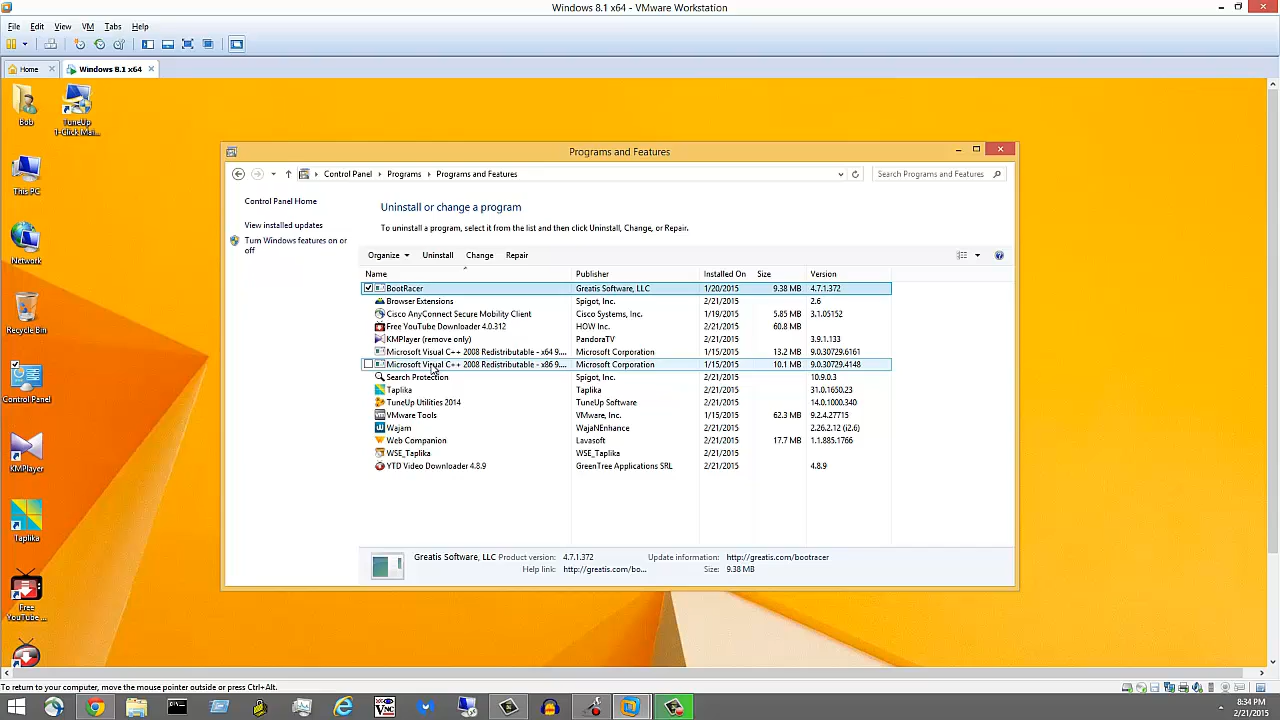 Windows 8.1 x64 - VMware Workstation
File Edit View VM Tabs Help
Home Windows 8.1 x64
Bob
TuneUp 1-Click Mai...
This PC
Network
Recycle Bin
Control Panel
KMPlayer
Taplika
Free YouTube ...
Programs and Features
Control Panel Programs Programs and Features
Search Programs and Features
Control Panel Home
View installed updates
Turn Windows features on or off
Uninstall or change a program
To uninstall a program, select it from the list and then click Uninstall, Change, or Repair.
Organize Uninstall Change Repair
Name Publisher Installed On Size Version
BootRacer Greatis Software, LLC 1/20/2015 9.38 MB 4.7.1.372
Browser Extensions Spigot, Inc. 2/21/2015 2.6
Cisco AnyConnect Secure Mobility Client Cisco Systems, Inc. 1/19/2015 5.85 MB 3.1.05152
Free YouTube Downloader 4.0.312 HOW Inc. 2/21/2015 60.8 MB
KMPlayer (remove only) PandoraTV 2/21/2015 3.9.1.133
Microsoft Visual C++ 2008 Redistributable - x64 9.... Microsoft Corporation 1/15/2015 13.2 MB 9.0.30729.6161
Microsoft Visual C++ 2008 Redistributable - x86 9.... Microsoft Corporation 1/15/2015 10.1 MB 9.0.30729.4148
Search Protection Spigot, Inc. 2/21/2015 10.9.0.3
Taplika Taplika 2/21/2015 31.0.1650.23
TuneUp Utilities 2014 TuneUp Software 2/21/2015 14.0.1000.340
VMware Tools VMware, Inc. 1/15/2015 62.3 MB 9.2.4.27715
Wajam WajaNEnhance 2/21/2015 2.26.2.12 (i2.6)
Web Companion Lavasoft 2/21/2015 17.7 MB 1.1.885.1766
WSE_Taplika WSE_Taplika 2/21/2015
YTD Video Downloader 4.8.9 GreenTree Applications SRL 2/21/2015 4.8.9
Greatis Software, LLC Product version: 4.7.1.372 Update information: http://greatis.com/bootracer
Help link: http://greatis.com/bo... Size: 9.38 MB
To return to your computer, move the mouse pointer outside or press Ctrl+Alt.
8:34 PM
2/21/2015